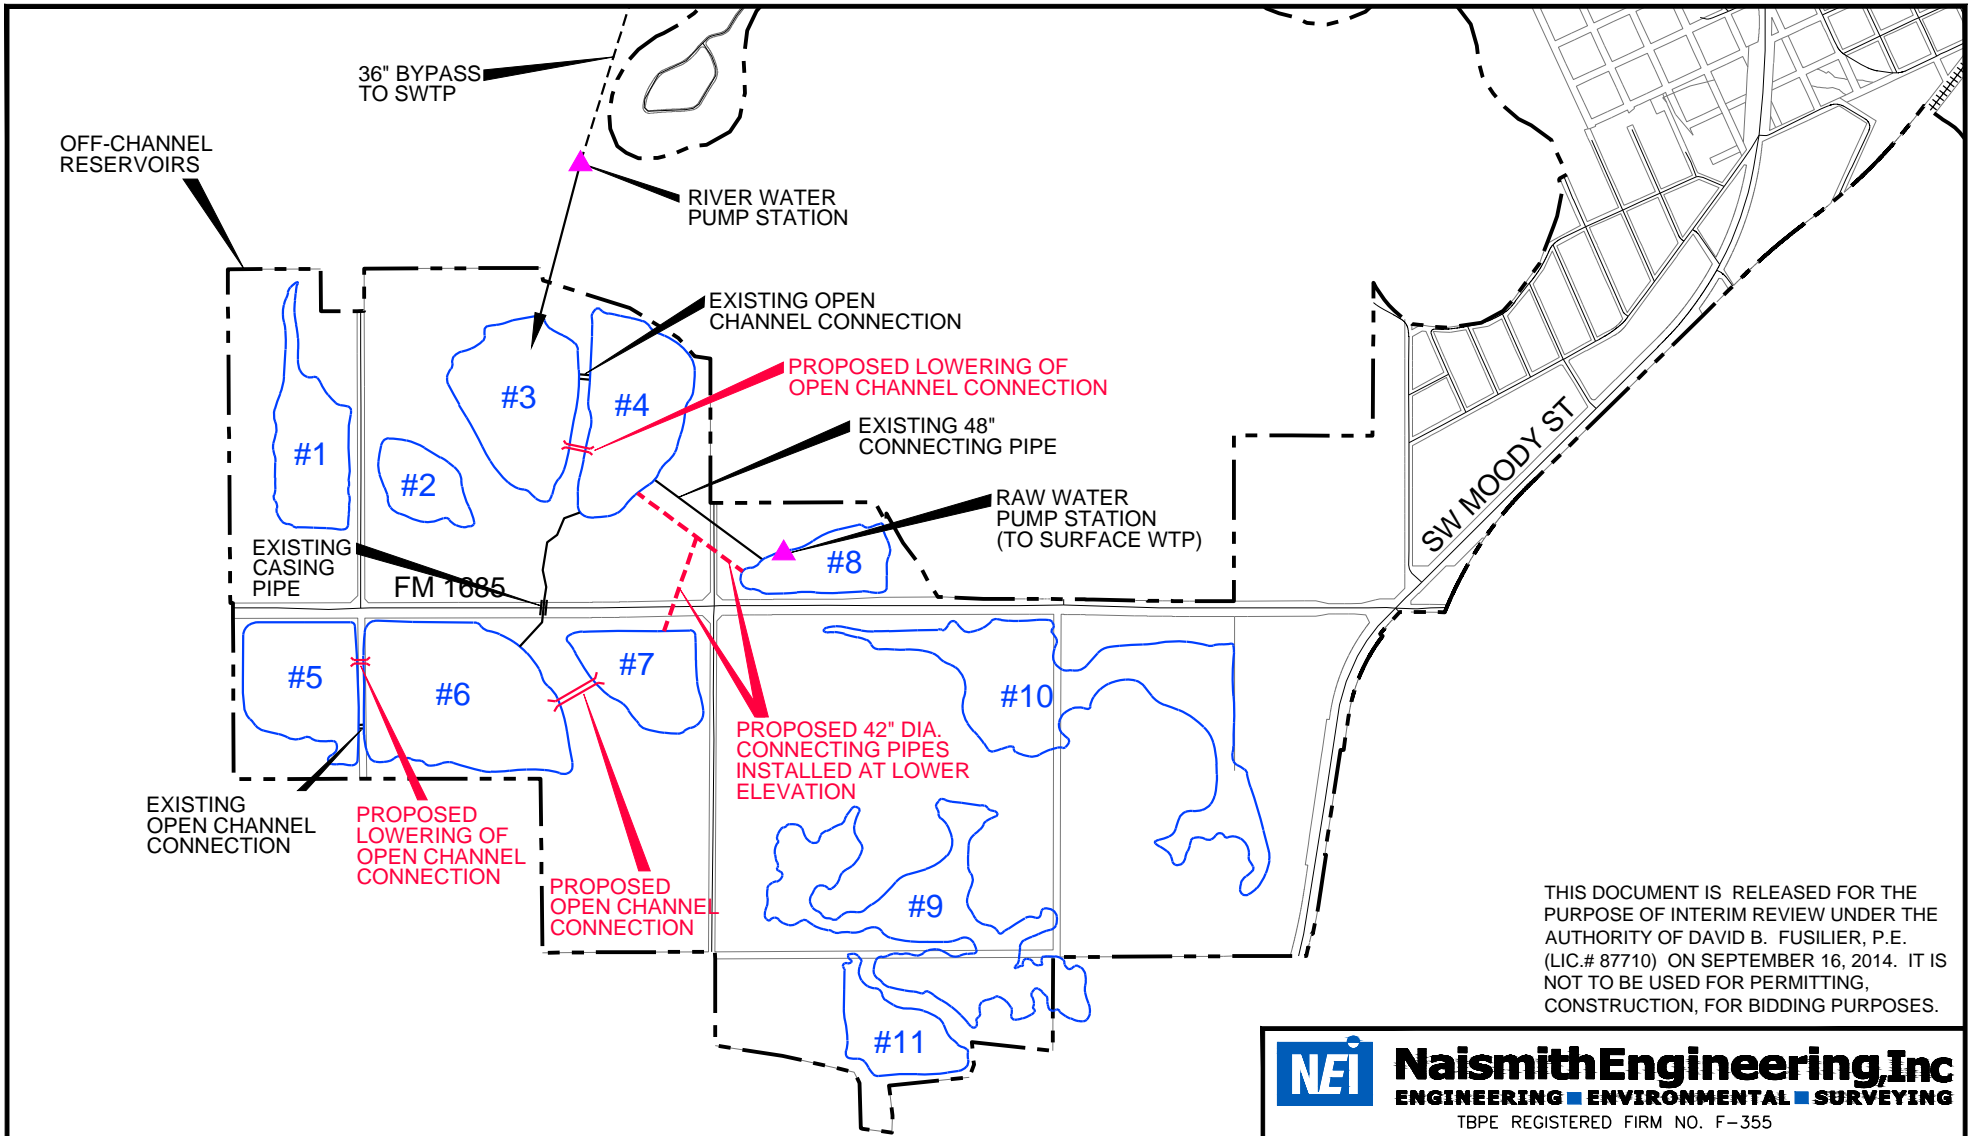 36" BYPASS
TO SWTP
OFF-CHANNEL
RESERVOIRS
RIVER WATER
PUMP STATION
EXISTING OPEN
CHANNEL CONNECTION
PROPOSED LOWERING OF
OPEN CHANNEL CONNECTION
EXISTING 48"
CONNECTING PIPE
RAW WATER
PUMP STATION
(TO SURFACE WTP)
SW MOODY ST
#1
#2
#3
#4
#8
EXISTING
CASING
PIPE
FM 1685
#5
#6
#7
#10
PROPOSED 42" DIA.
CONNECTING PIPES
INSTALLED AT LOWER
ELEVATION
EXISTING
OPEN CHANNEL
CONNECTION
PROPOSED
LOWERING OF
OPEN CHANNEL
CONNECTION
PROPOSED
OPEN CHANNEL
CONNECTION
#9
#11
THIS DOCUMENT IS RELEASED FOR THE
PURPOSE OF INTERIM REVIEW UNDER THE
AUTHORITY OF DAVID B. FUSILIER, P.E.
(LIC.# 87710) ON SEPTEMBER 16, 2014. IT IS
NOT TO BE USED FOR PERMITTING,
CONSTRUCTION, FOR BIDDING PURPOSES.
NEi
NaismithEngineering,Inc
ENGINEERING ■ ENVIRONMENTAL ■ SURVEYING
TBPE REGISTERED FIRM NO. F-355